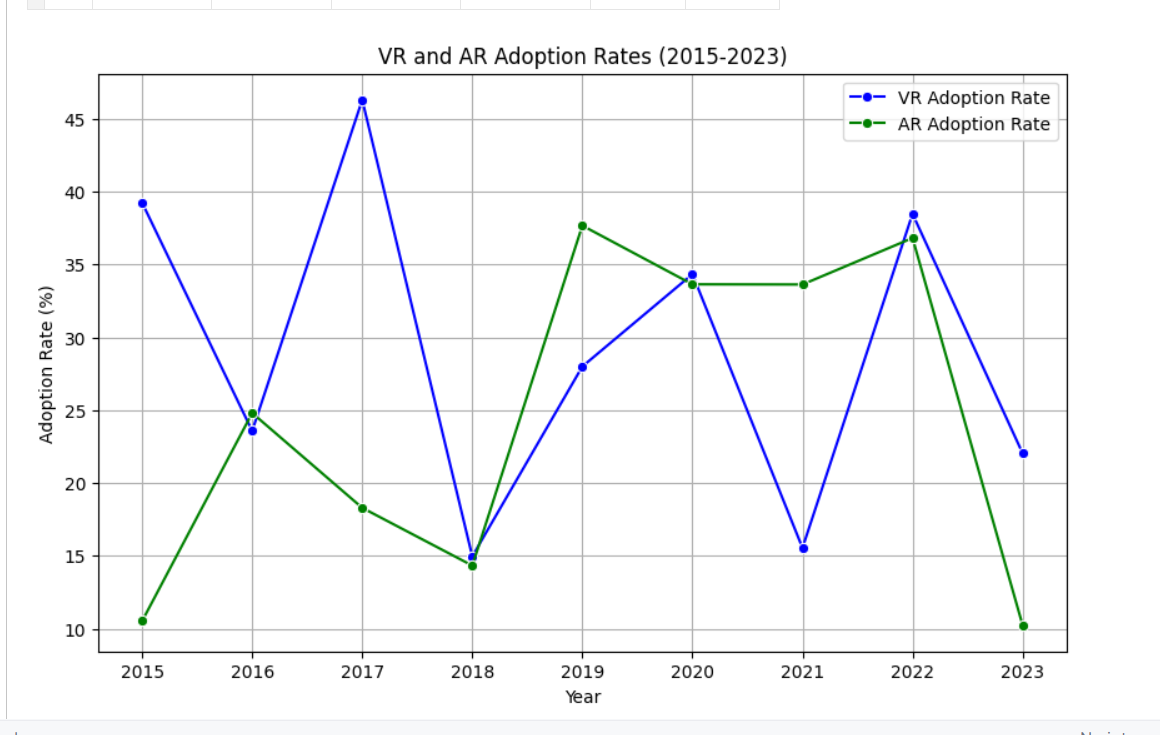 VR and AR Adoption Rates (2015-2023)
VR Adoption Rate
AR Adoption Rate
45
40
35
30
25
20
15
10
Adoption Rate (%)
2015 2016 2017 2018 2019 2020 2021 2022 2023
Year